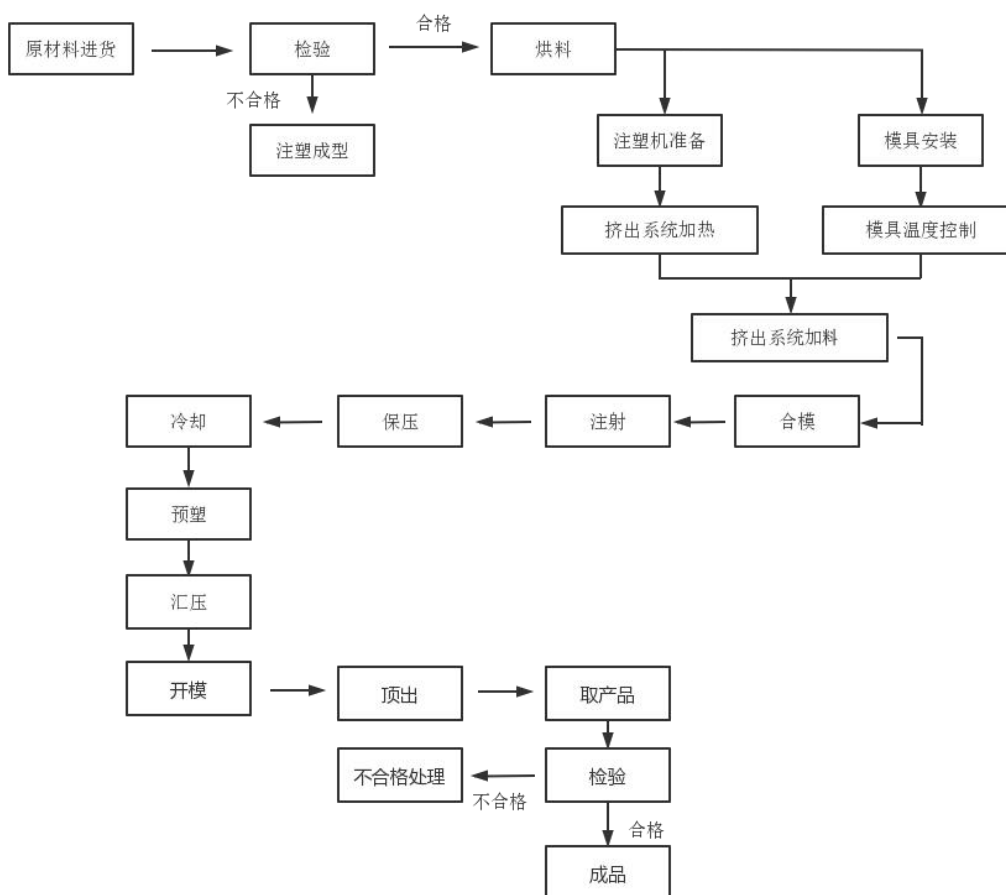 原材料进货
检验
合格
烘料
不合格
注塑成型
注塑机准备
模具安装
挤出系统加热
模具温度控制
挤出系统加料
冷却
保压
注射
合模
预塑
汇压
开模
顶出
取产品
不合格处理
不合格
检验
合格
成品